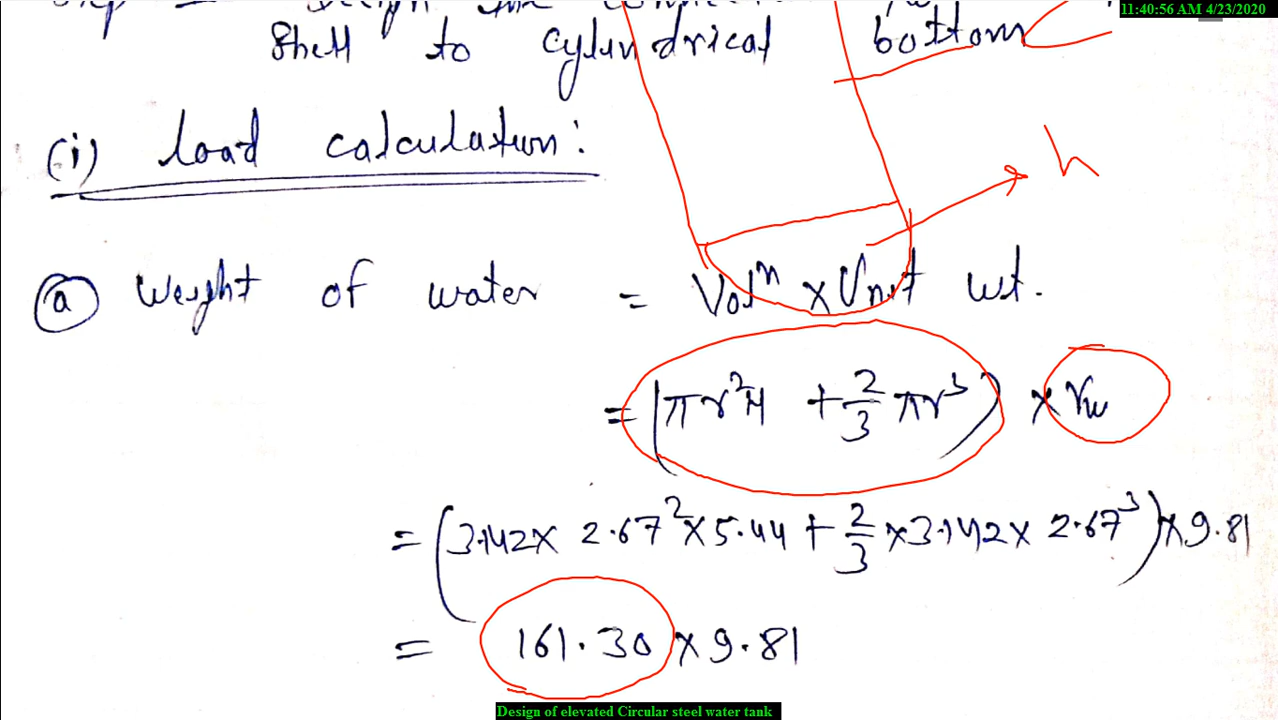 11:40:56 AM 4/23/2020
Design the
Shell to cylindrical bottom
(i) Load calculation:
h
(a) Weight of water = Volⁿ × Unit wt.
= (πr²H + 2/3 πr³) × γw
= (3.142× 2.67²×5.44 + 2/3 ×3.142× 2.67³)×9.81
= 161.30 ×9.81
Design of elevated Circular steel water tank